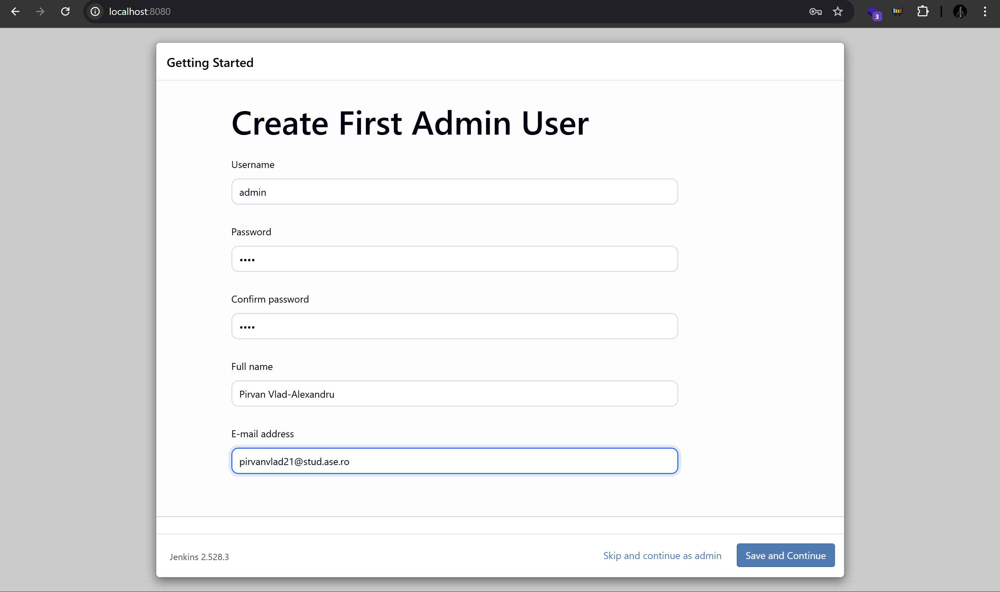 localhost:8080
3
Getting Started
Create First Admin User
Username
admin
Password
••••
Confirm password
••••
Full name
Pirvan Vlad-Alexandru
E-mail address
pirvanvlad21@stud.ase.ro
Jenkins 2.528.3
Skip and continue as admin
Save and Continue